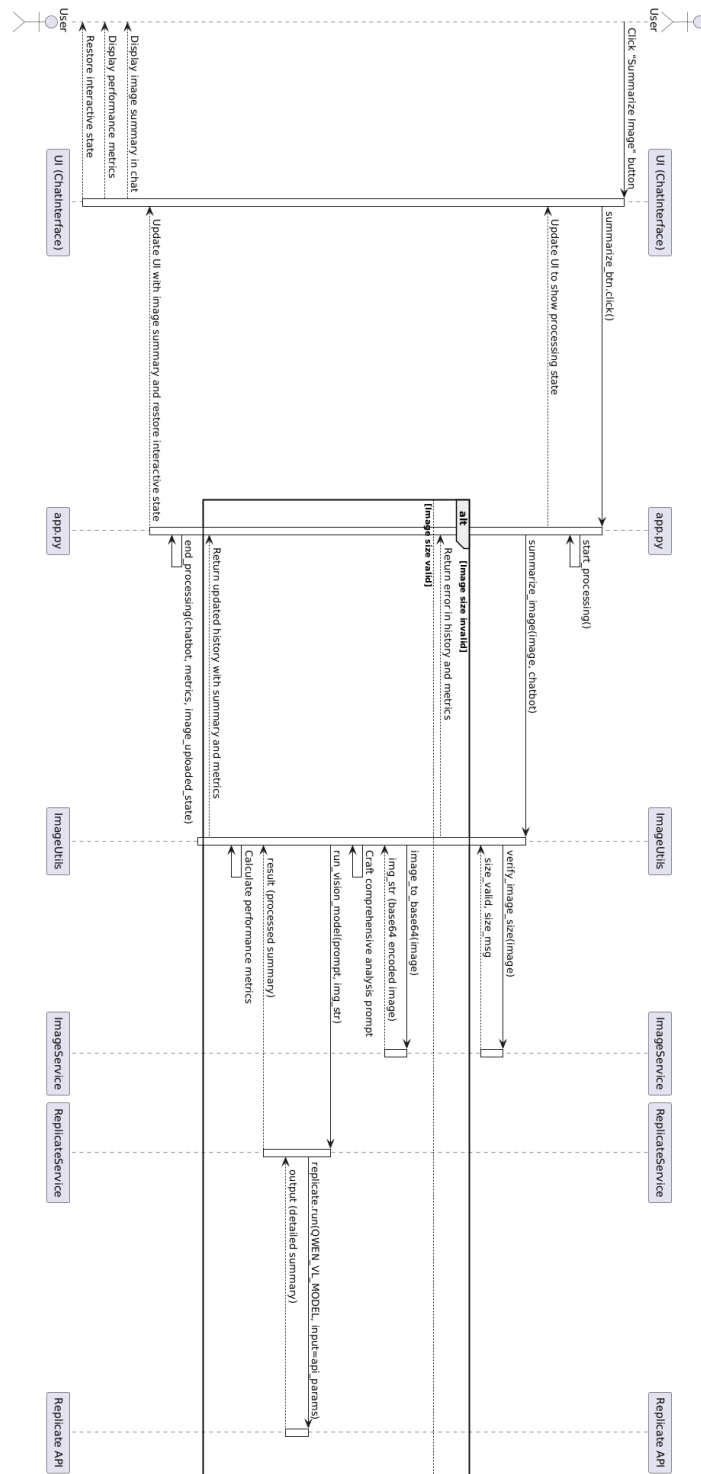 User
UI (ChatInterface)
app.py
ImageUtils
ImageService
ReplicateService
Replicate API
Click "Summarize Image" button
summarize_btn.click()
start_processing()
Update UI to show processing state
summarize_image(image, chatbot)
verify_image_size(image)
size_valid, size_msg
alt
[Image size invalid]
Return error in history and metrics
[Image size valid]
image_to_base64(image)
img_str (base64 encoded image)
Craft comprehensive analysis prompt
run_vision_model(prompt, img_str)
replicate.run(QWEN_VL_MODEL, input=api_params)
output (detailed summary)
result (processed summary)
Calculate performance metrics
Return updated history with summary and metrics
end_processing(chatbot, metrics, image_uploaded_state)
Update UI with image summary and restore interactive state
Display image summary in chat
Display performance metrics
Restore interactive state
User
UI (ChatInterface)
app.py
ImageUtils
ImageService
ReplicateService
Replicate API